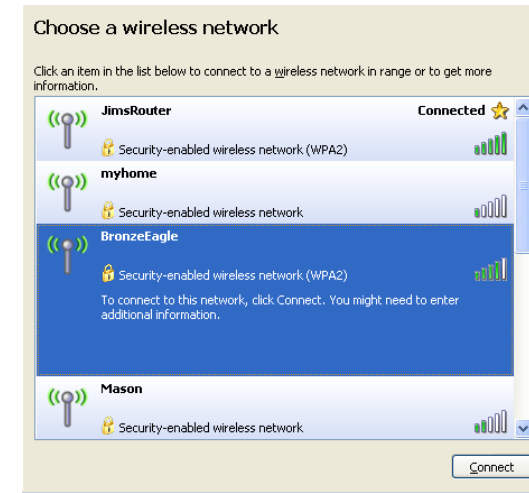 Choose a wireless network
Click an item in the list below to connect to a wireless network in range or to get more
information.
JimsRouter Connected
Security-enabled wireless network (WPA2)
myhome
Security-enabled wireless network
BronzeEagle
Security-enabled wireless network (WPA2)
To connect to this network, click Connect. You might need to enter
additional information.
Mason
Security-enabled wireless network
Connect